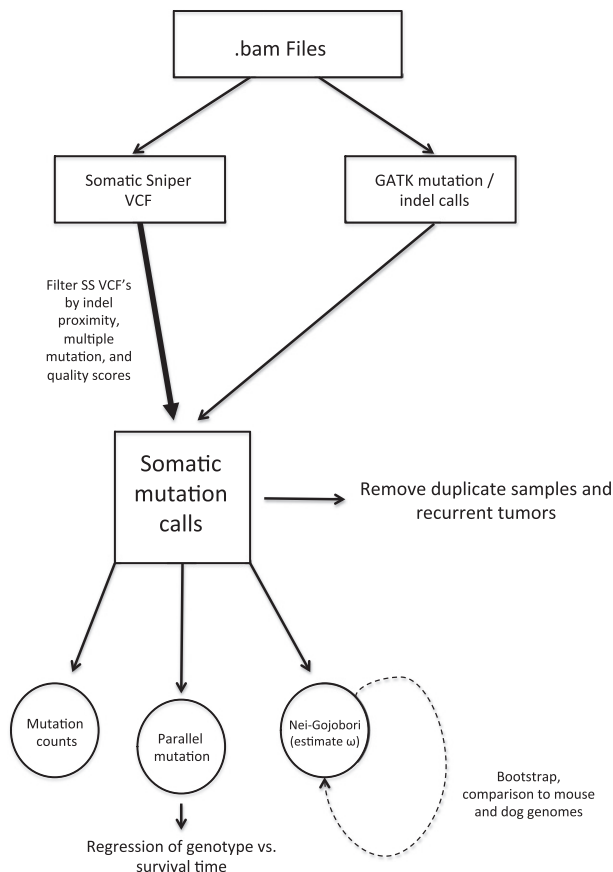 .bam Files
Somatic Sniper
VCF
GATK mutation /
indel calls
Filter SS VCF's
by indel
proximity,
multiple
mutation, and
quality scores
Somatic
mutation
calls
Remove duplicate samples and
recurrent tumors
Mutation
counts
Parallel
mutation
Nei-Gojobori
(estimate ω)
Bootstrap,
comparison to mouse
and dog genomes
Regression of genotype vs.
survival time